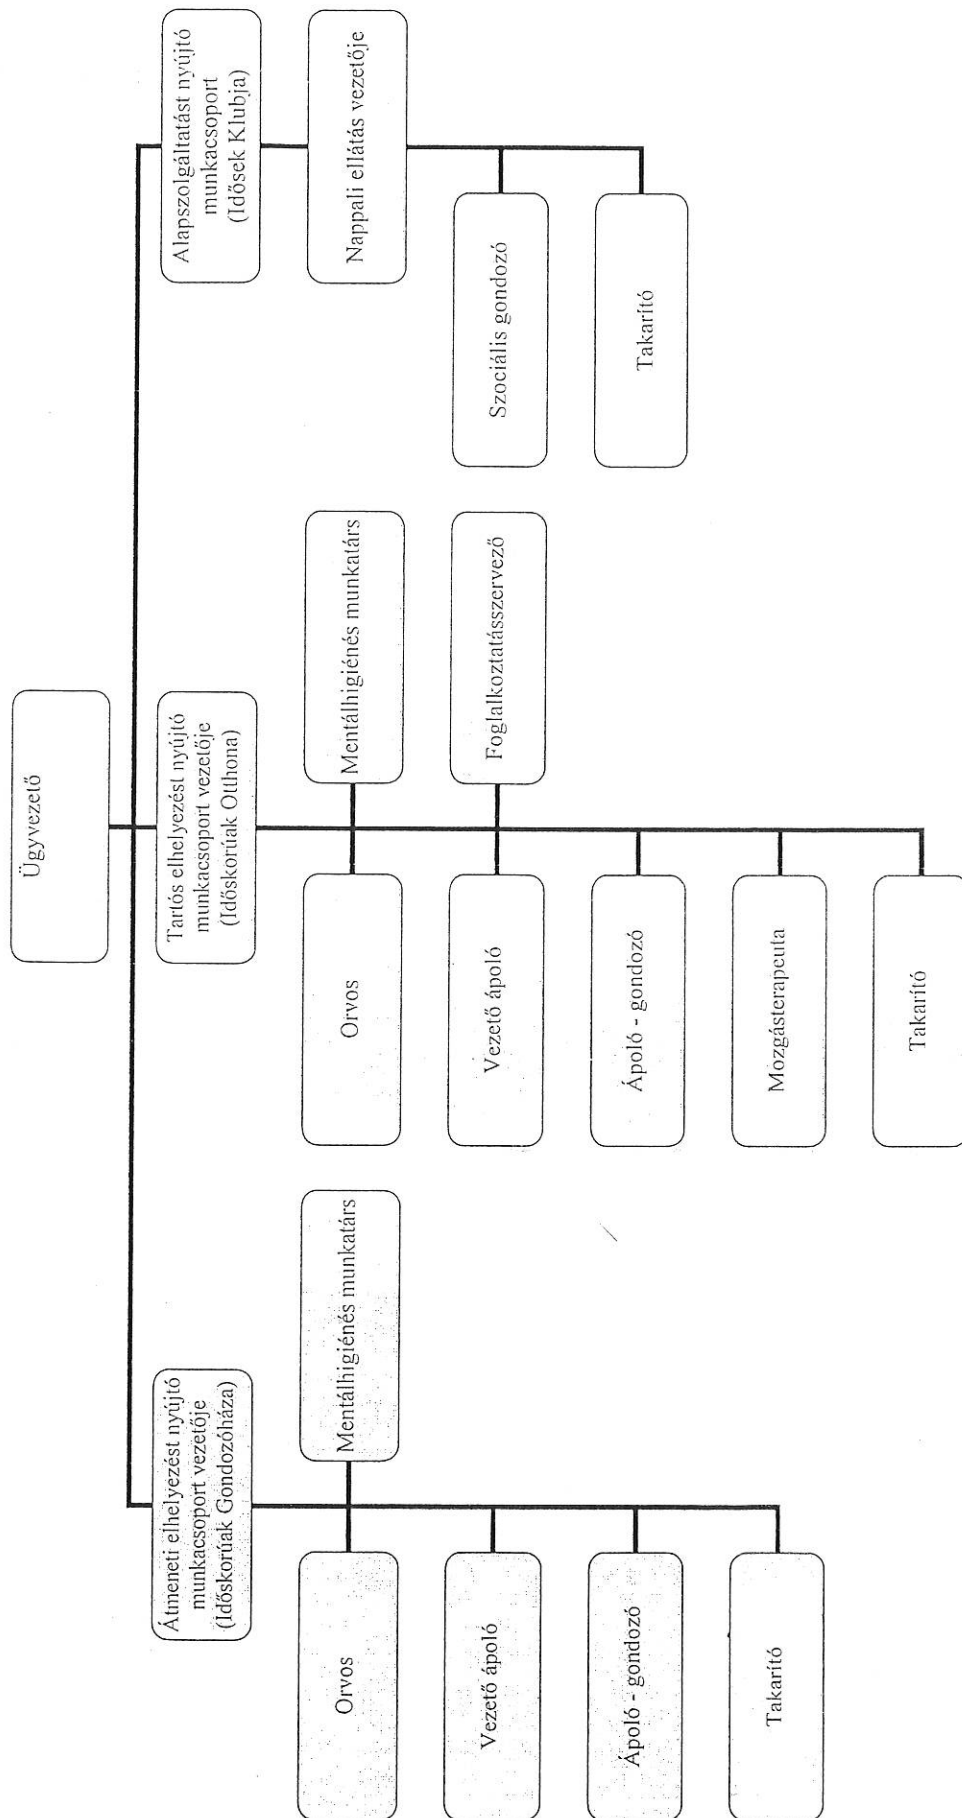 Ügyvezető
Átmeneti elhelyezést nyújtó
munkacsoport vezetője
(Időskorúak Gondozóháza)
Orvos
Mentálhigiénés munkatárs
Vezető ápoló
Ápoló - gondozó
Takarító
Tartós elhelyezést nyújtó
munkacsoport vezetője
(Időskorúak Otthona)
Orvos
Mentálhigiénés munkatárs
Vezető ápoló
Foglalkoztatásszervező
Ápoló - gondozó
Mozgásterapeuta
Takarító
Alapszolgáltatást nyújtó
munkacsoport
(Idősek Klubja)
Nappali ellátás vezetője
Szociális gondozó
Takarító